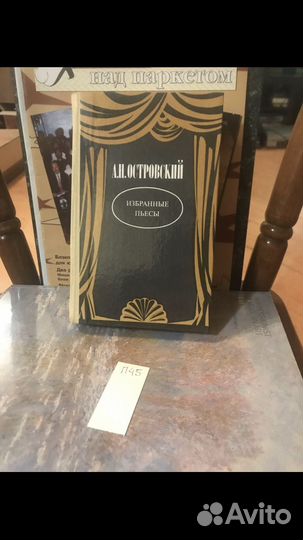 над паркетом
А.Н.ОСТРОВСКИЙ
ИЗБРАННЫЕ
ПЬЕСЫ
П45
Avito